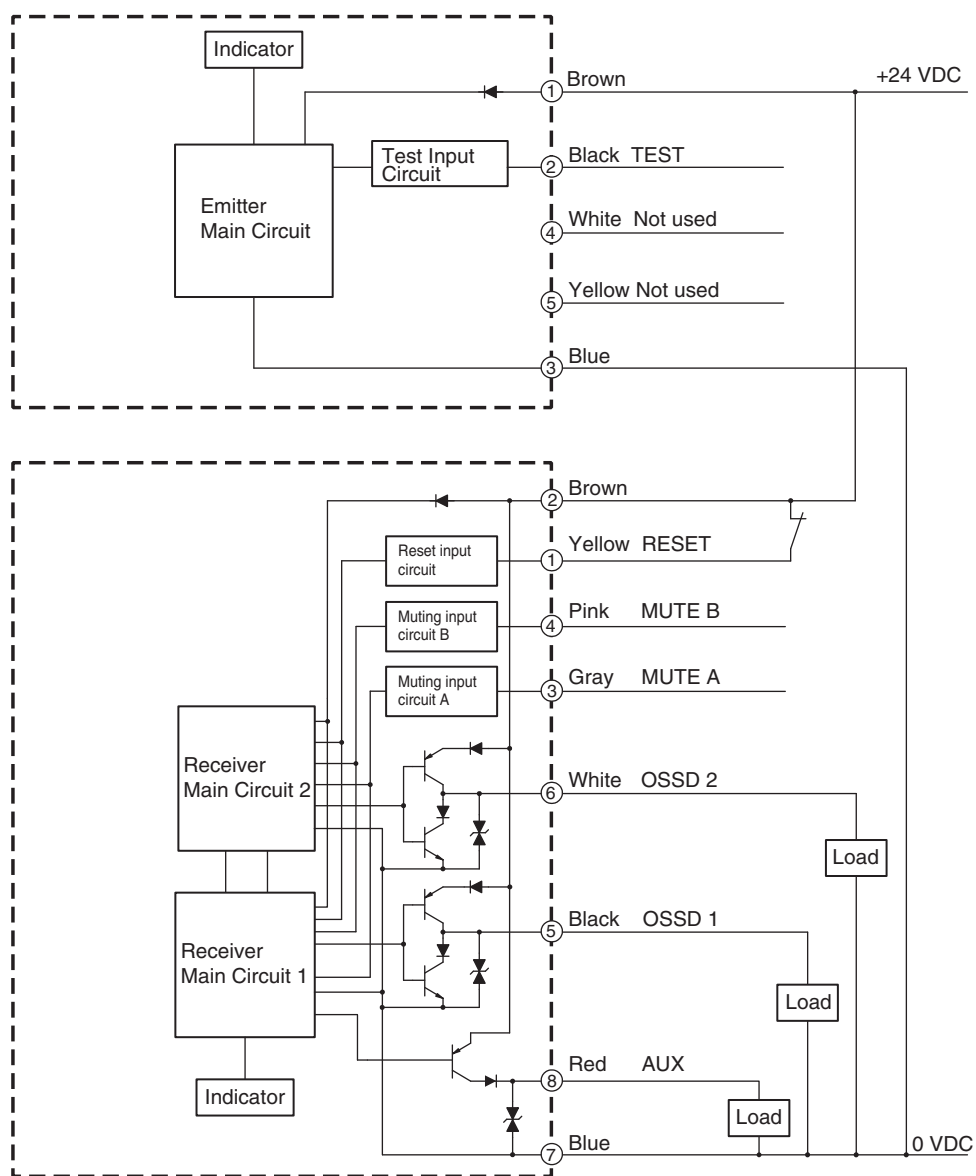 Indicator
① Brown
+24 VDC
Test Input
Circuit
② Black TEST
Emitter
Main Circuit
④ White Not used
⑤ Yellow Not used
③ Blue
② Brown
Reset input
circuit
① Yellow RESET
Muting input
circuit B
④ Pink MUTE B
Muting input
circuit A
③ Gray MUTE A
Receiver
Main Circuit 2
⑥ White OSSD 2
Load
Receiver
Main Circuit 1
⑤ Black OSSD 1
Load
Indicator
⑧ Red AUX
Load
⑦ Blue
0 VDC